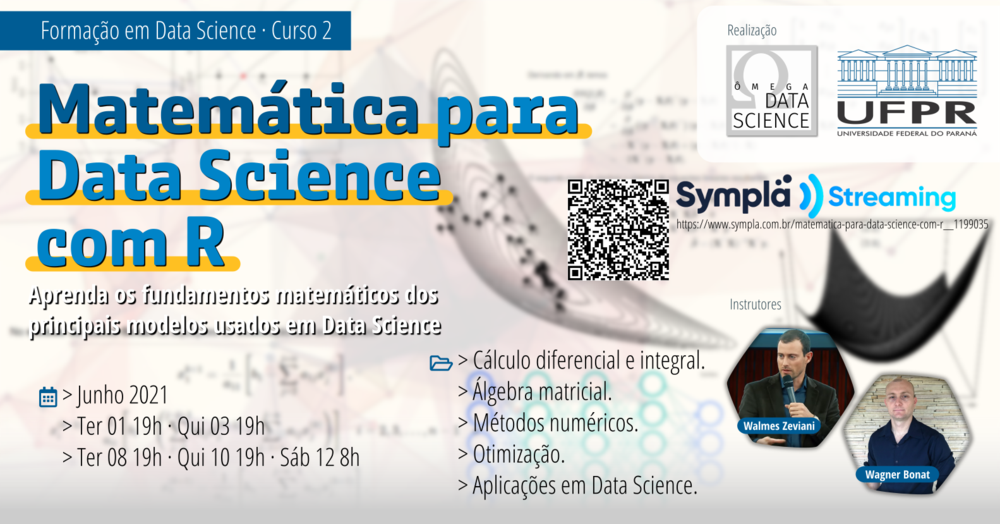 Formação em Data Science · Curso 2
Matemática para
Data Science
com R
Aprenda os fundamentos matemáticos dos
principais modelos usados em Data Science
> Junho 2021
> Ter 01 19h · Qui 03 19h
> Ter 08 19h · Qui 10 19h · Sáb 12 8h
Realização
ÔMEGA
DATA
SCIENCE
UFPR
UNIVERSIDADE FEDERAL DO PARANÁ
Symplä Streaming
https://www.sympla.com.br/matematica-para-data-science-com-r__1199035
> Cálculo diferencial e integral.
> Álgebra matricial.
> Métodos numéricos.
> Otimização.
> Aplicações em Data Science.
Instrutores
Walmes Zeviani
Wagner Bonat